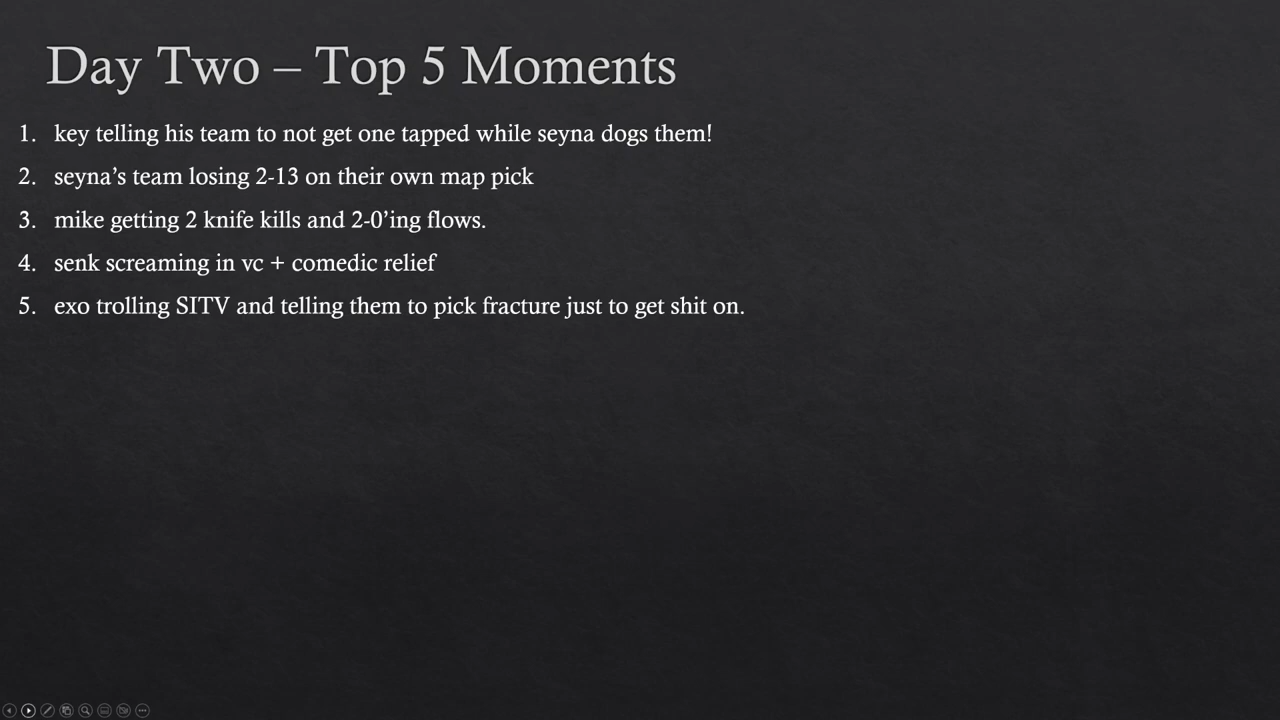 Day Two – Top 5 Moments
1. key telling his team to not get one tapped while seyna dogs them!
2. seyna’s team losing 2-13 on their own map pick
3. mike getting 2 knife kills and 2-0’ing flows.
4. senk screaming in vc + comedic relief
5. exo trolling SITV and telling them to pick fracture just to get shit on.